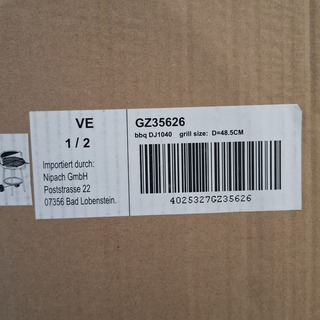 VE
1 / 2
Importiert durch:
Nipach GmbH
Poststrasse 22
07356 Bad Lobenstein.
GZ35626
bbq DJ1040 grill size: D=48.5CM
4025327GZ35626